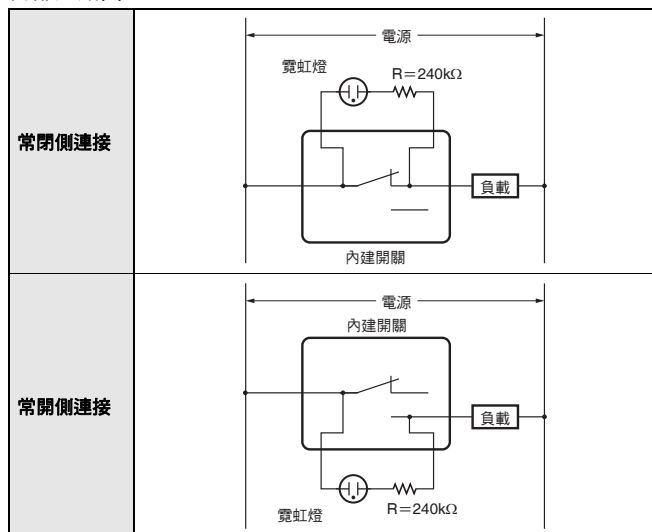 電源
霓虹燈
R=240kΩ
常閉側連接
負載
內建開關
電源
內建開關
常開側連接
負載
霓虹燈
R=240kΩ